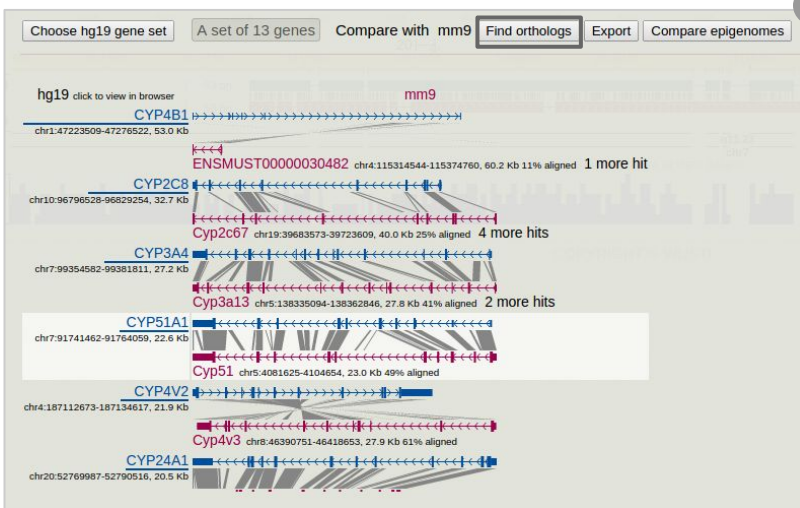 Choose hg19 gene set A set of 13 genes Compare with mm9 Find orthologs Export Compare epigenomes
hg19 click to view in browser mm9
CYP4B1
chr1:47223509-47276522, 53.0 Kb
ENSMUST00000030482 chr4:115314544-115374760, 60.2 Kb 11% aligned 1 more hit
CYP2C8
chr10:96796528-96829254, 32.7 Kb
Cyp2c67 chr19:39683573-39723609, 40.0 Kb 25% aligned 4 more hits
CYP3A4
chr7:99354582-99381811, 27.2 Kb
Cyp3a13 chr5:138335094-138362846, 27.8 Kb 41% aligned 2 more hits
CYP51A1
chr7:91741462-91764059, 22.6 Kb
Cyp51 chr5:4081625-4104654, 23.0 Kb 49% aligned
CYP4V2
chr4:187112673-187134617, 21.9 Kb
Cyp4v3 chr8:46390751-46418653, 27.9 Kb 61% aligned
CYP24A1
chr20:52769987-52790516, 20.5 Kb